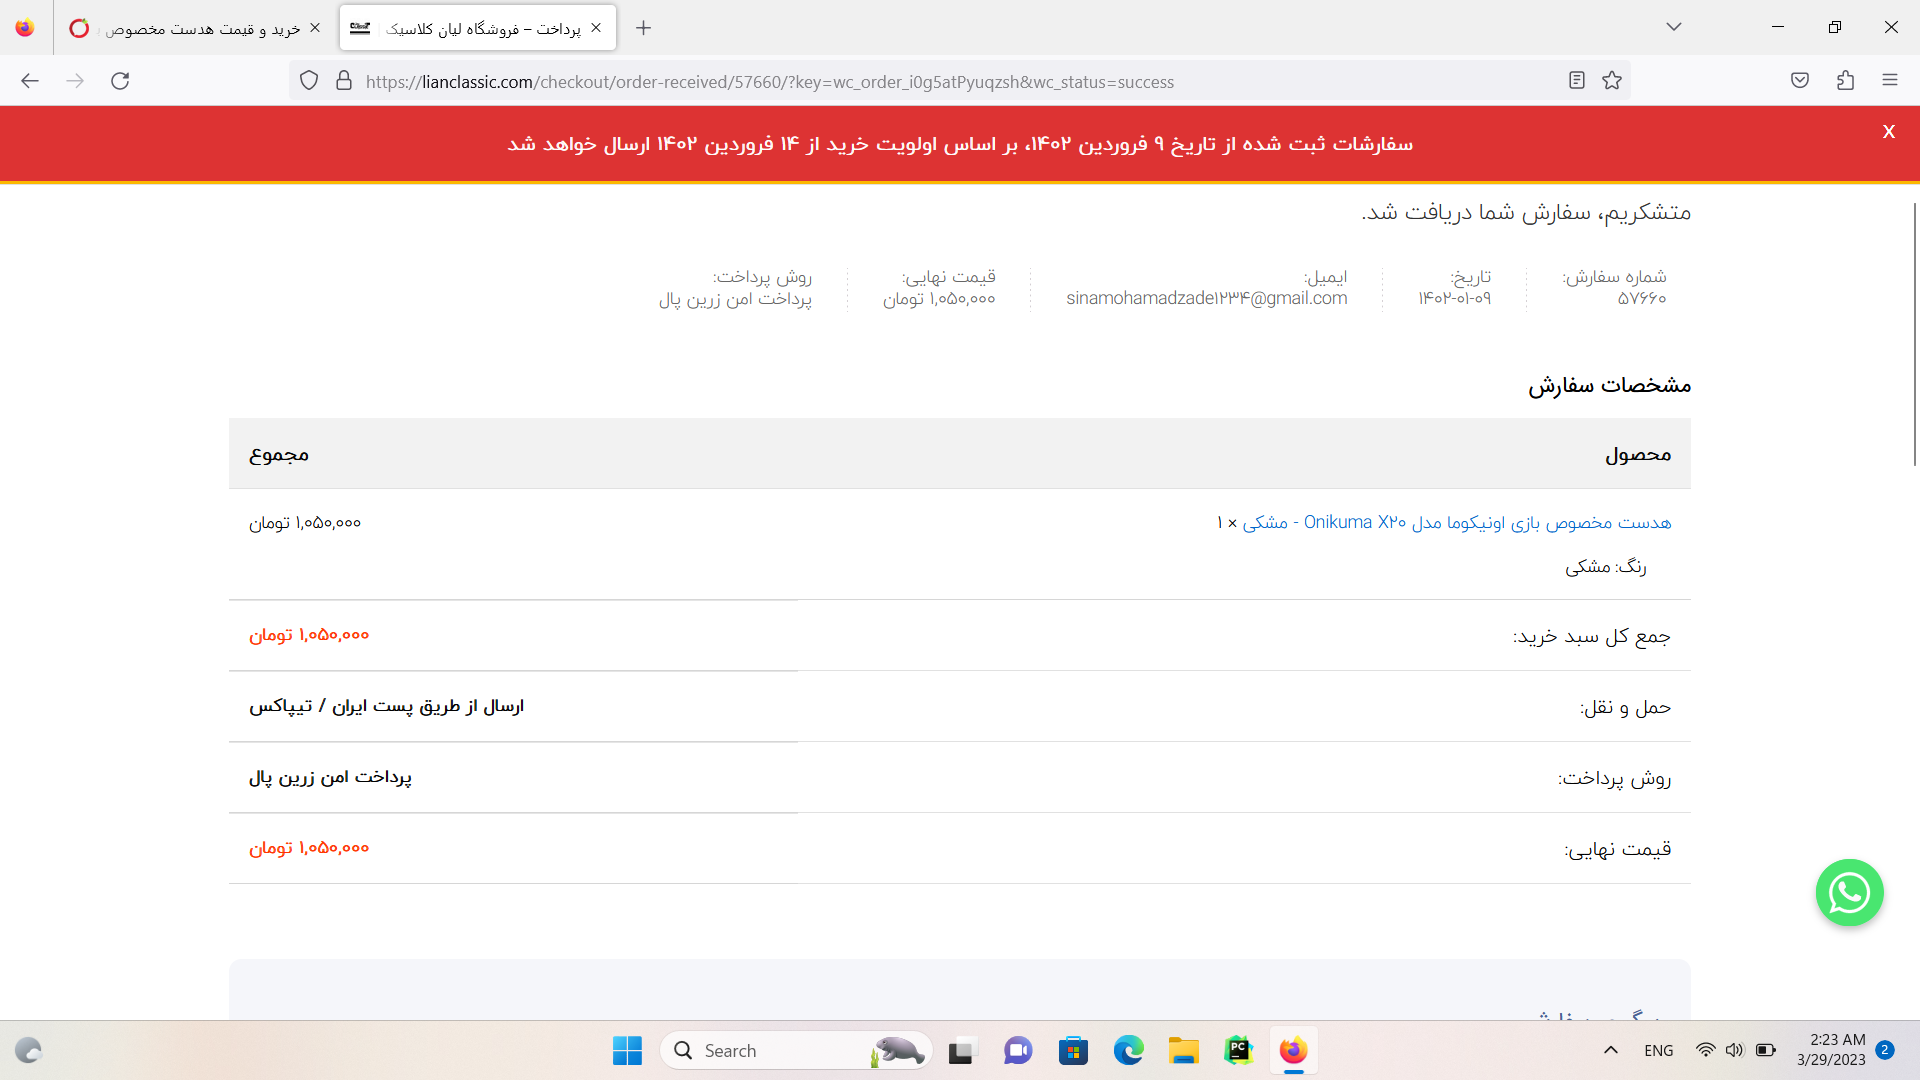 خرید و قیمت هدست مخصوص
پرداخت – فروشگاه لیان کلاسیک
https://lianclassic.com/checkout/order-received/57660/?key=wc_order_i0g5atPyuqzsh&wc_status=success
سفارشات ثبت شده از تاریخ ۹ فروردین ۱۴۰۲، بر اساس اولویت خرید از ۱۴ فروردین ۱۴۰۲ ارسال خواهد شد
X
متشکریم، سفارش شما دریافت شد.
شماره سفارش:
۵۷۶۶۰
تاریخ:
۱۴۰۲-۰۱-۰۹
ایمیل:
sinamohamadzade۱۲۳۴@gmail.com
قیمت نهایی:
۱,۰۵۰,۰۰۰ تومان
روش پرداخت:
پرداخت امن زرین پال
مشخصات سفارش
محصول
مجموع
هدست مخصوص بازی اونیکوما مدل Onikuma X۲۰ - مشکی × ۱
۱,۰۵۰,۰۰۰ تومان
رنگ: مشکی
جمع کل سبد خرید:
۱,۰۵۰,۰۰۰ تومان
حمل و نقل:
ارسال از طریق پست ایران / تیپاکس
روش پرداخت:
پرداخت امن زرین پال
قیمت نهایی:
۱,۰۵۰,۰۰۰ تومان
Search
PC
ENG
2:23 AM
3/29/2023
2